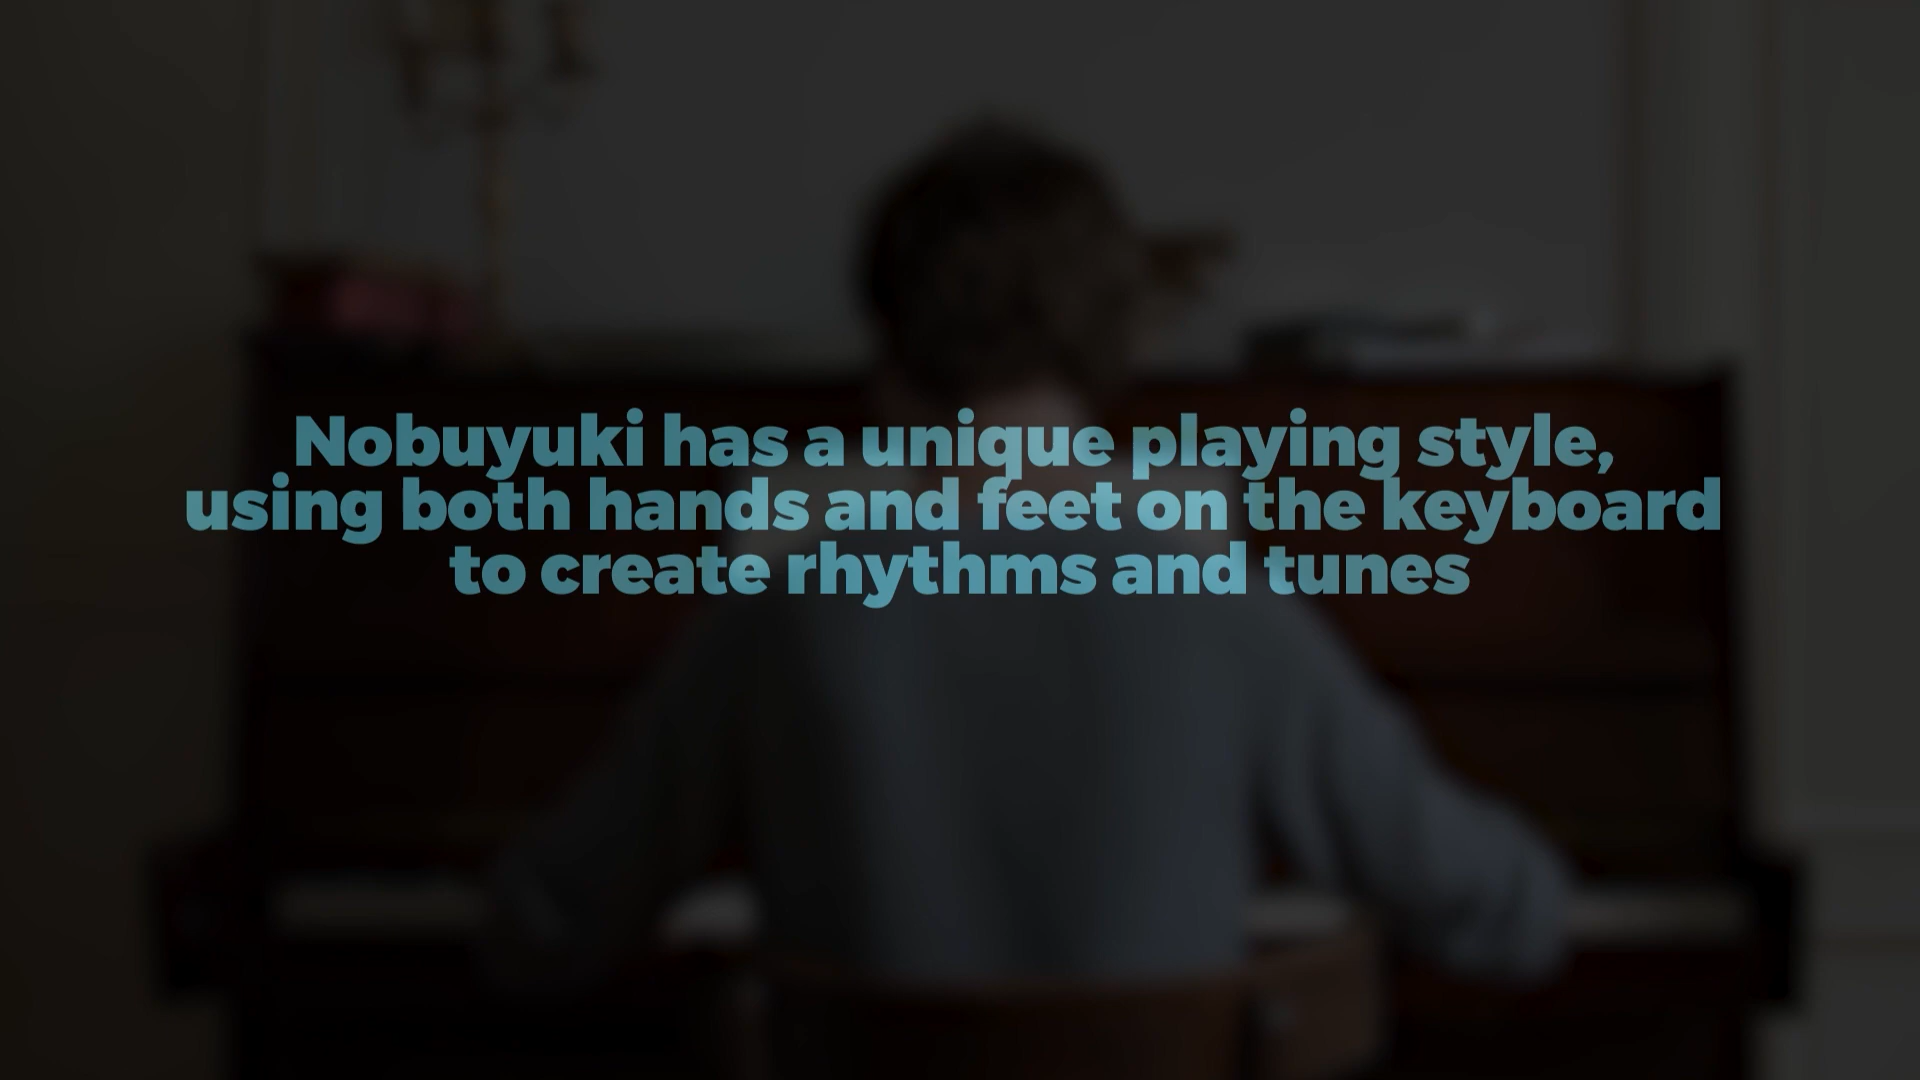 Nobuyuki has a unique playing style,
using both hands and feet on the keyboard
to create rhythms and tunes